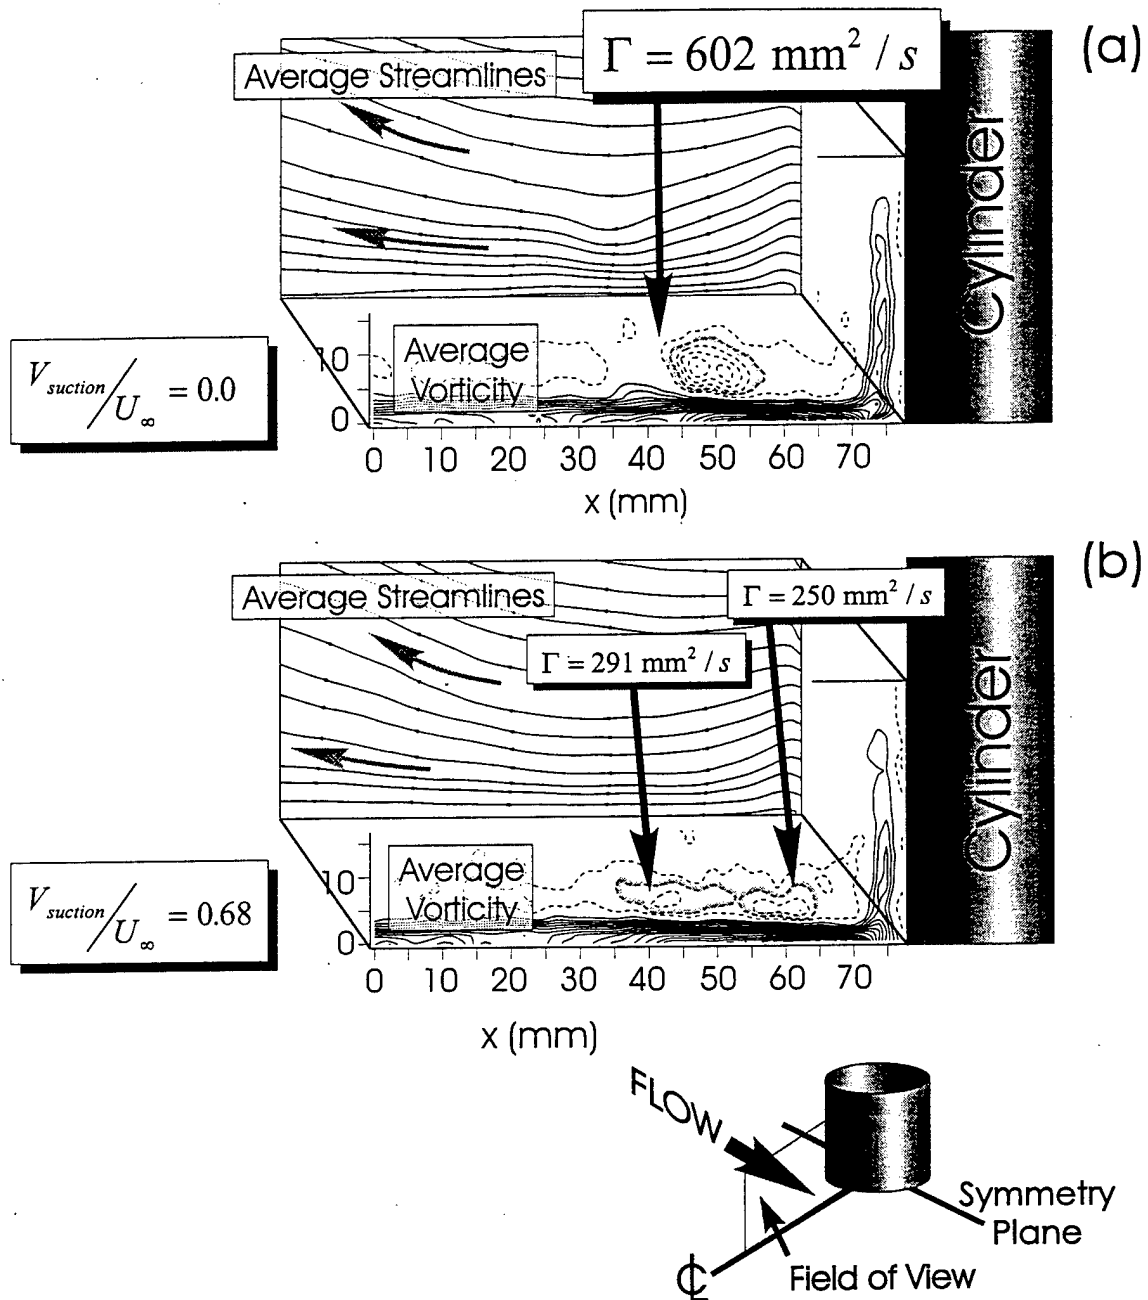 (a)
Γ = 602 mm² / s
Average Streamlines
Cylinder
V_suction / U_∞ = 0.0
Average
Vorticity
10
0
0 10 20 30 40 50 60 70
x (mm)
(b)
Average Streamlines
Γ = 250 mm² / s
Γ = 291 mm² / s
Cylinder
V_suction / U_∞ = 0.68
Average
Vorticity
10
0
0 10 20 30 40 50 60 70
x (mm)
FLOW
Symmetry
Plane
Field of View
℄